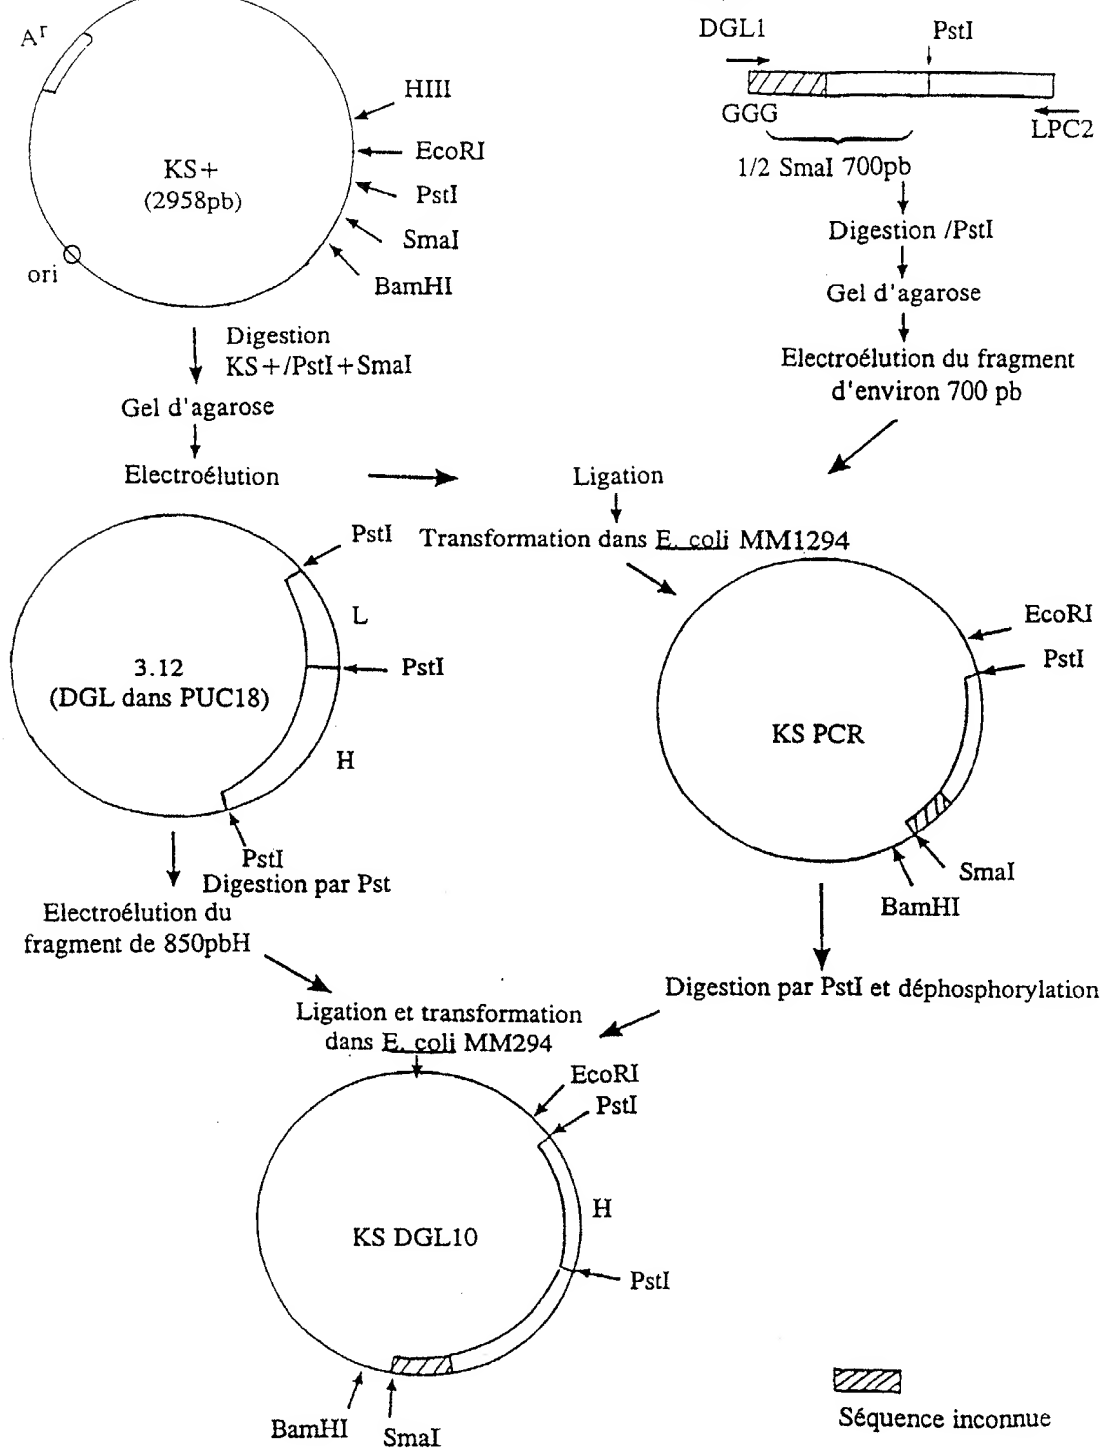 Ar
HIII
EcoRI
PstI
SmaI
BamHI
KS+
(2958pb)
ori
Digestion
KS+/PstI+SmaI
Gel d'agarose
Electroélution
DGL1
PstI
GGG
LPC2
1/2 SmaI 700pb
Digestion /PstI
Gel d'agarose
Electroélution du fragment
d'environ 700 pb
Ligation
Transformation dans E. coli MM1294
PstI
L
PstI
3.12
(DGL dans PUC18)
H
PstI
Digestion par Pst
Electroélution du
fragment de 850pbH
EcoRI
PstI
KS PCR
SmaI
BamHI
Digestion par PstI et déphosphorylation
Ligation et transformation
dans E. coli MM294
EcoRI
PstI
H
KS DGL10
PstI
BamHI
SmaI
Séquence inconnue